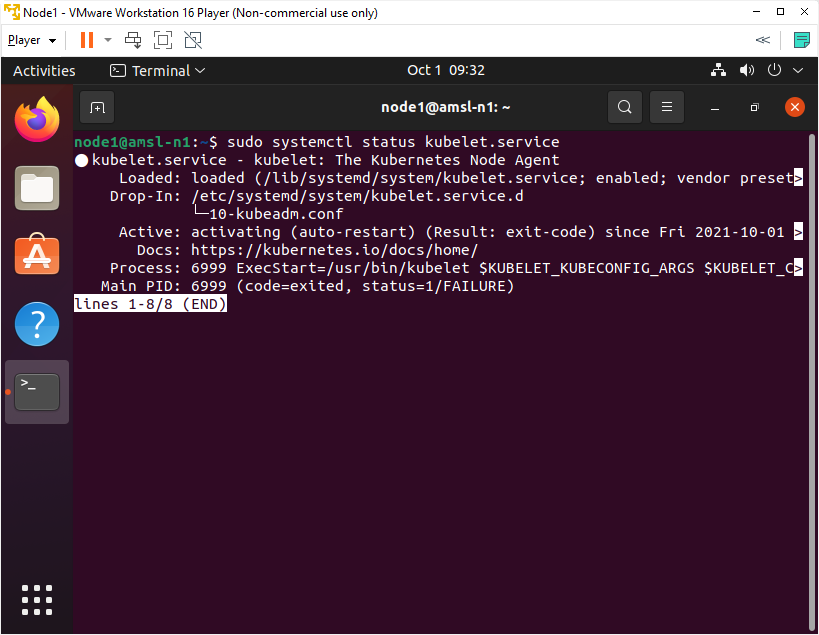 Node1 - VMware Workstation 16 Player (Non-commercial use only)
Player
Activities Terminal Oct 1 09:32
node1@amsl-n1: ~
node1@amsl-n1:~$ sudo systemctl status kubelet.service
● kubelet.service - kubelet: The Kubernetes Node Agent
Loaded: loaded (/lib/systemd/system/kubelet.service; enabled; vendor preset>
Drop-In: /etc/systemd/system/kubelet.service.d
└─10-kubeadm.conf
Active: activating (auto-restart) (Result: exit-code) since Fri 2021-10-01 >
Docs: https://kubernetes.io/docs/home/
Process: 6999 ExecStart=/usr/bin/kubelet $KUBELET_KUBECONFIG_ARGS $KUBELET_C>
Main PID: 6999 (code=exited, status=1/FAILURE)
lines 1-8/8 (END)